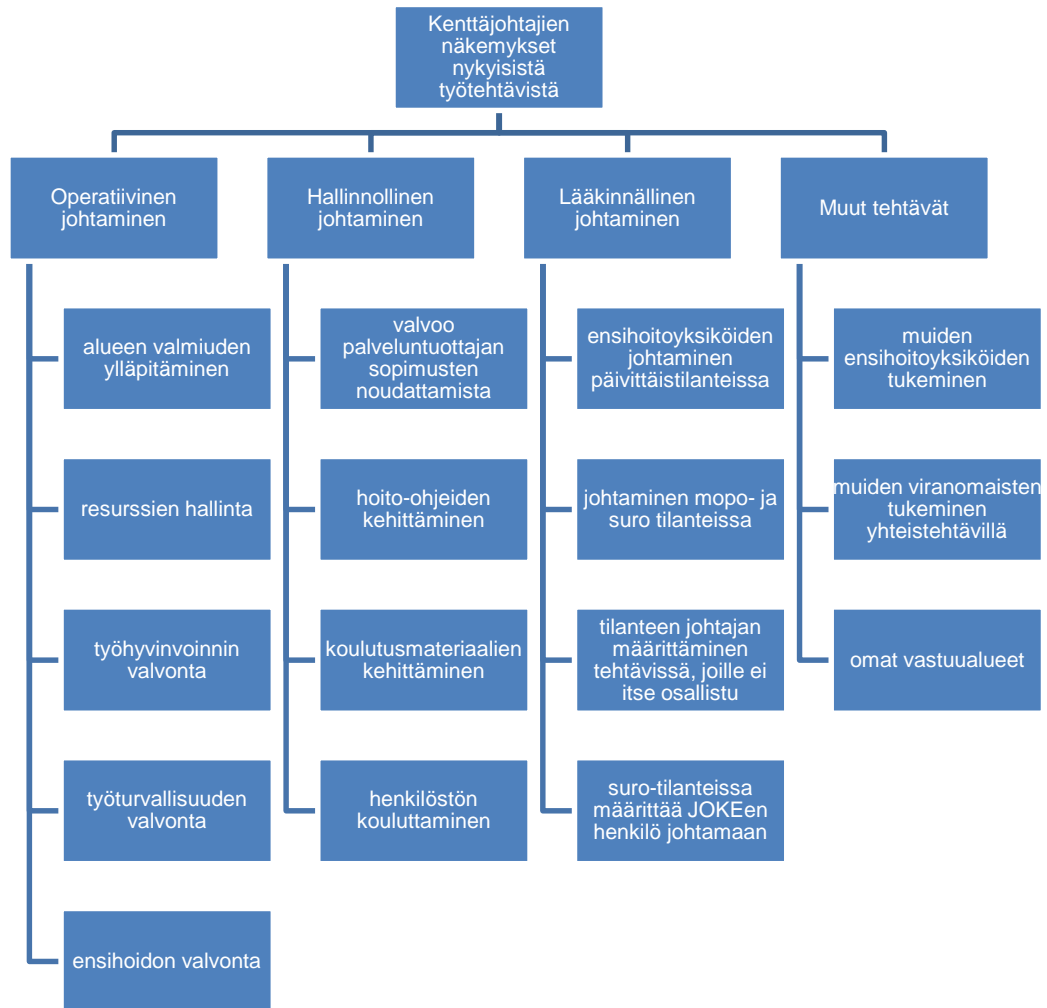 Kenttäjohtajien
näkemykset
nykyisistä
työtehtävistä
Operatiivinen
johtaminen
Hallinnollinen
johtaminen
Lääkinnällinen
johtaminen
Muut tehtävät
alueen valmiuden
ylläpitäminen
resurssien hallinta
työhyvinvoinnin
valvonta
työturvallisuuden
valvonta
ensihoidon valvonta
valvoo
palveluntuottajan
sopimusten
noudattamista
hoito-ohjeiden
kehittäminen
koulutusmateriaalien
kehittäminen
henkilöstön
kouluttaminen
ensihoitoyksiköiden
johtaminen
päivittäistilanteissa
johtaminen mopo- ja
suro tilanteissa
tilanteen johtajan
määrittäminen
tehtävissä, joille ei
itse osallistu
suro-tilanteissa
määrittää JOKEen
henkilö johtamaan
muiden
ensihoitoyksiköiden
tukeminen
muiden viranomaisten
tukeminen
yhteistehtävillä
omat vastuualueet